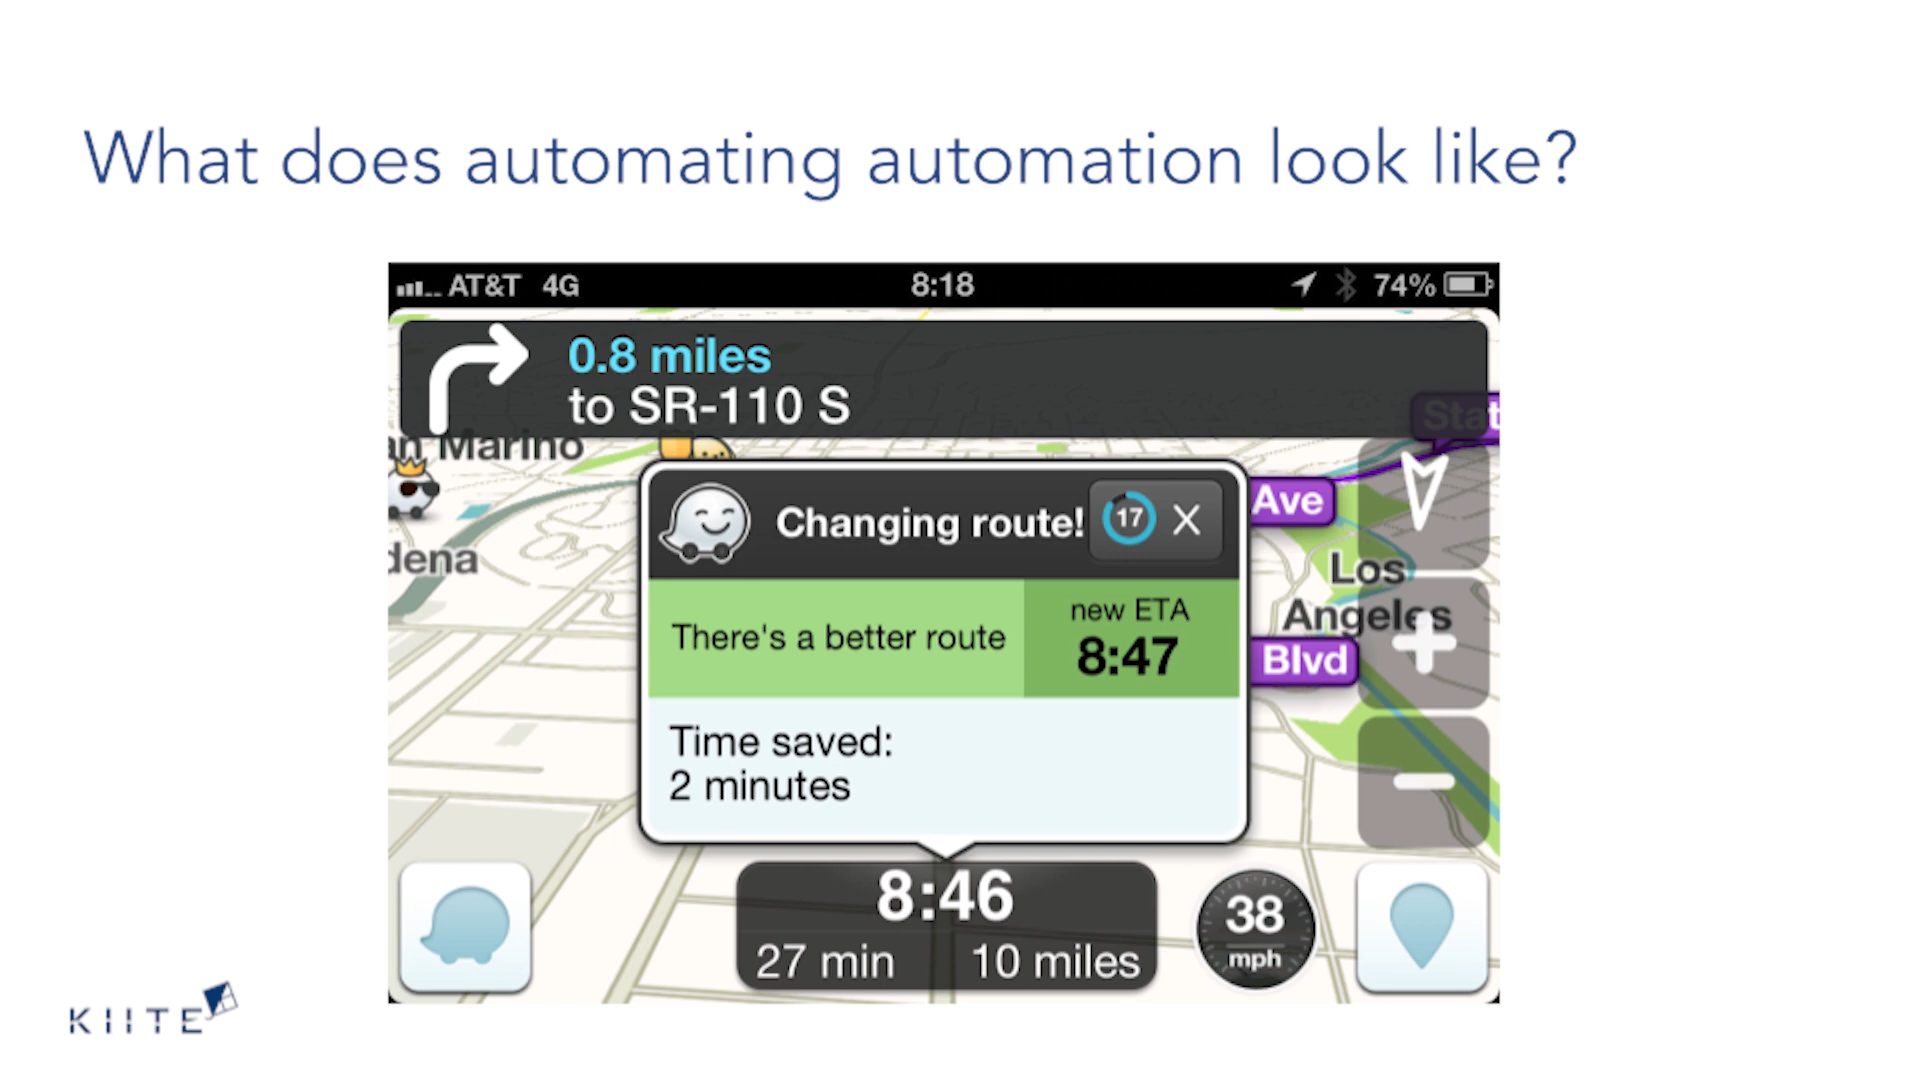 What does automating automation look like?
AT&T 4G 8:18 74%
0.8 miles
to SR-110 S
Stat
an Marino
Changing route! 17 X
Ave
dena
Los
Angeles
There's a better route
new ETA
8:47
Blvd
Time saved:
2 minutes
8:46
27 min 10 miles
38
mph
KIITE